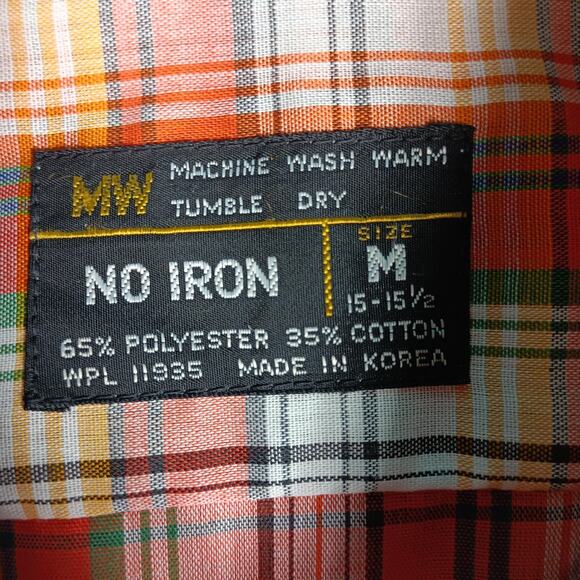 MW MACHINE WASH WARM
TUMBLE DRY
NO IRON
SIZE
M
15-15½
65% POLYESTER 35% COTTON
WPL 11935 MADE IN KOREA